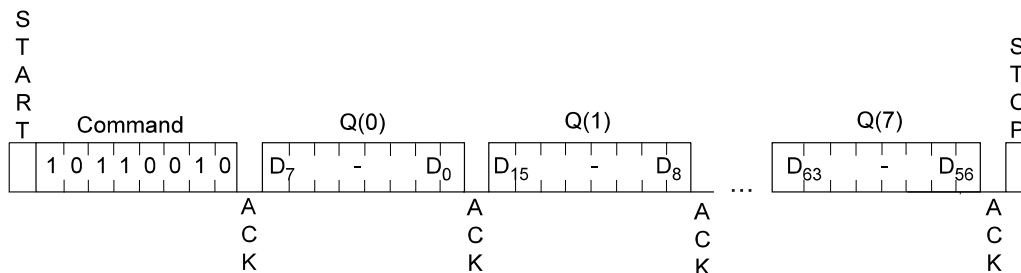 START
STOP
Command Q(0) Q(1) Q(7)
1 0 1 1 0 0 1 0 D7 - D0 D15 - D8 ... D63 - D56
ACK ACK ACK ACK